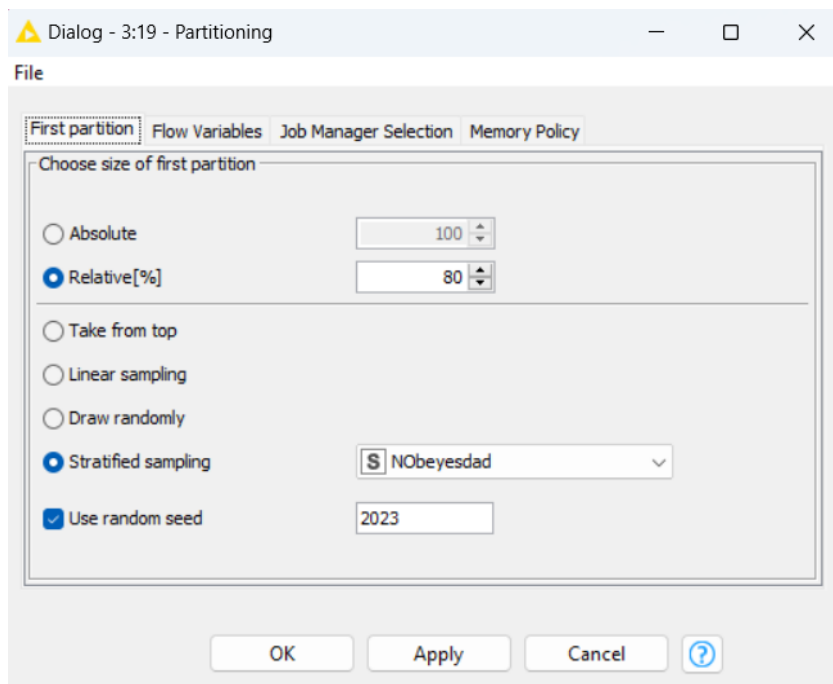 Dialog - 3:19 - Partitioning
File
First partition Flow Variables Job Manager Selection Memory Policy
Choose size of first partition
Absolute 100
Relative[%] 80
Take from top
Linear sampling
Draw randomly
Stratified sampling S NObeyesdad
Use random seed 2023
OK Apply Cancel ?